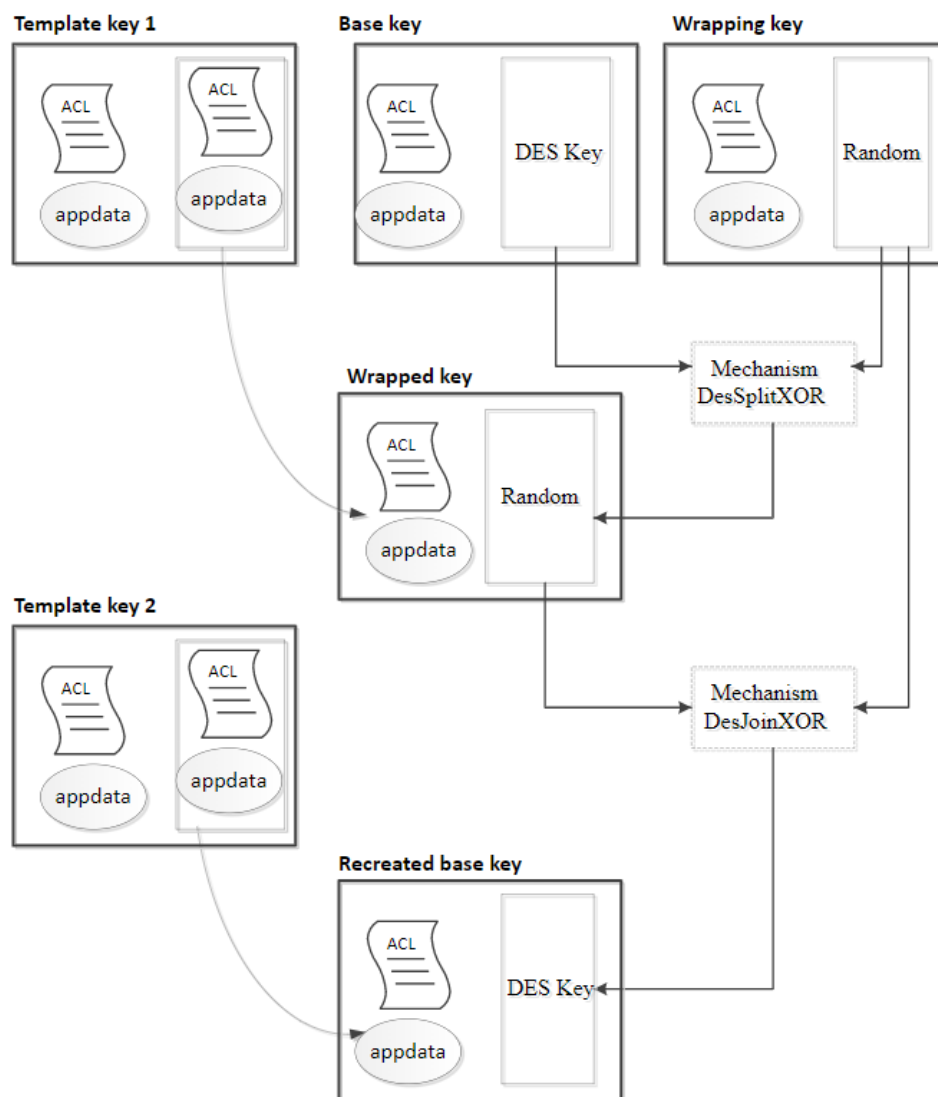 Template key 1
ACL
appdata
ACL
appdata
Base key
ACL
appdata
DES Key
Wrapping key
ACL
appdata
Random
Mechanism
DesSplitXOR
Wrapped key
ACL
appdata
Random
Template key 2
ACL
appdata
ACL
appdata
Mechanism
DesJoinXOR
Recreated base key
ACL
appdata
DES Key